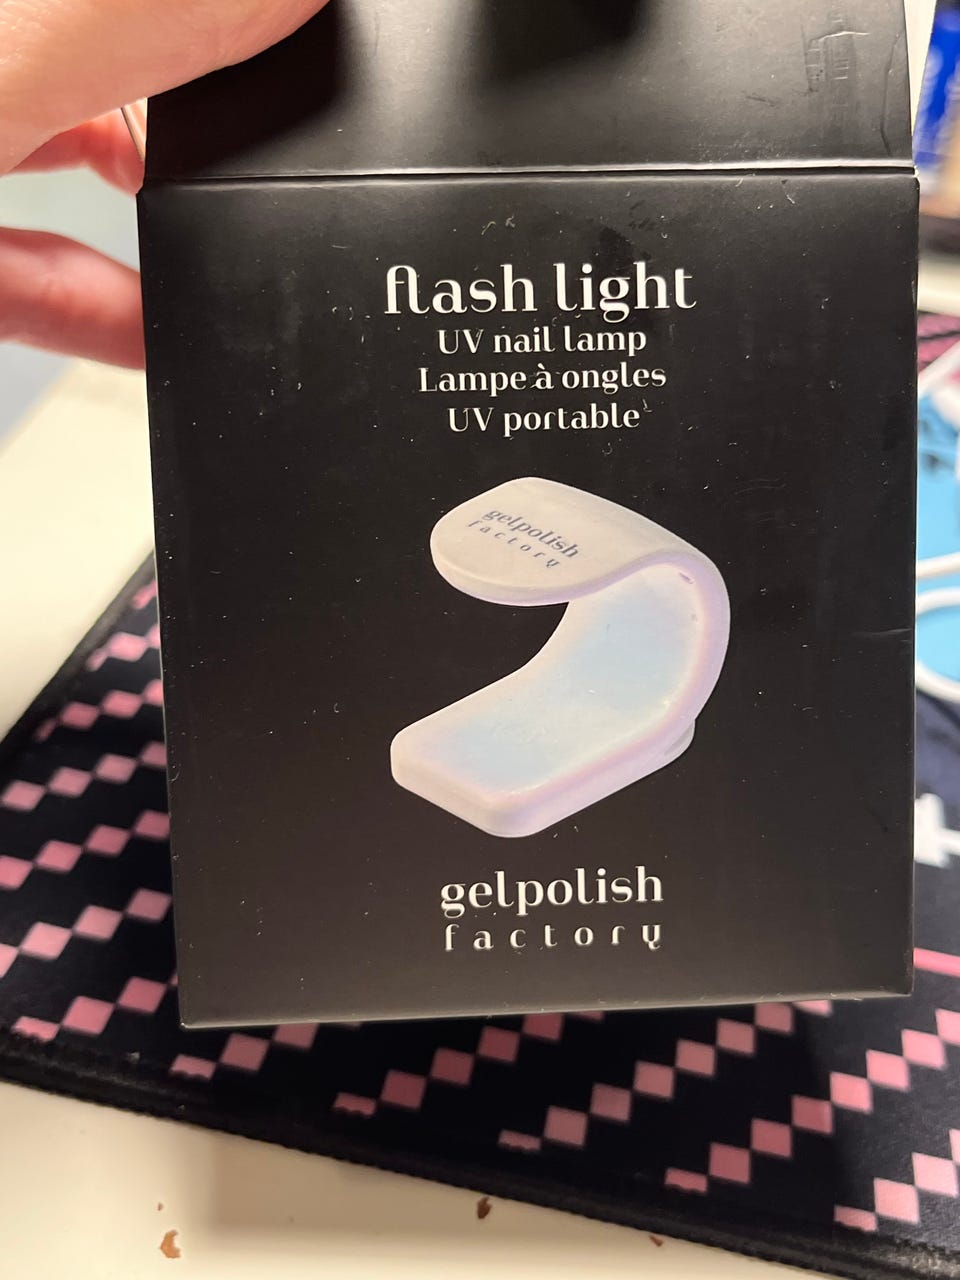 flash light
UV nail lamp
Lampe à ongles
UV portable
gelpolish
factory
gelpolish
factory